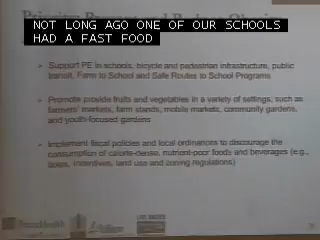 NOT LONG AGO ONE OF OUR SCHOOLS
HAD A FAST FOOD
Support PE in schools, bicycle and pedestrian infrastructure, public
transit, Farm to School and Safe Routes to School Programs
Promote provide fruits and vegetables in a variety of settings, such as
farmers' markets, farm stands, mobile markets, community gardens,
and youth-focused gardens
Implement fiscal policies and local ordinances to discourage the
consumption of calorie-dense, nutrient-poor foods and beverages (e.g.,
taxes, incentives, land use and zoning regulations)